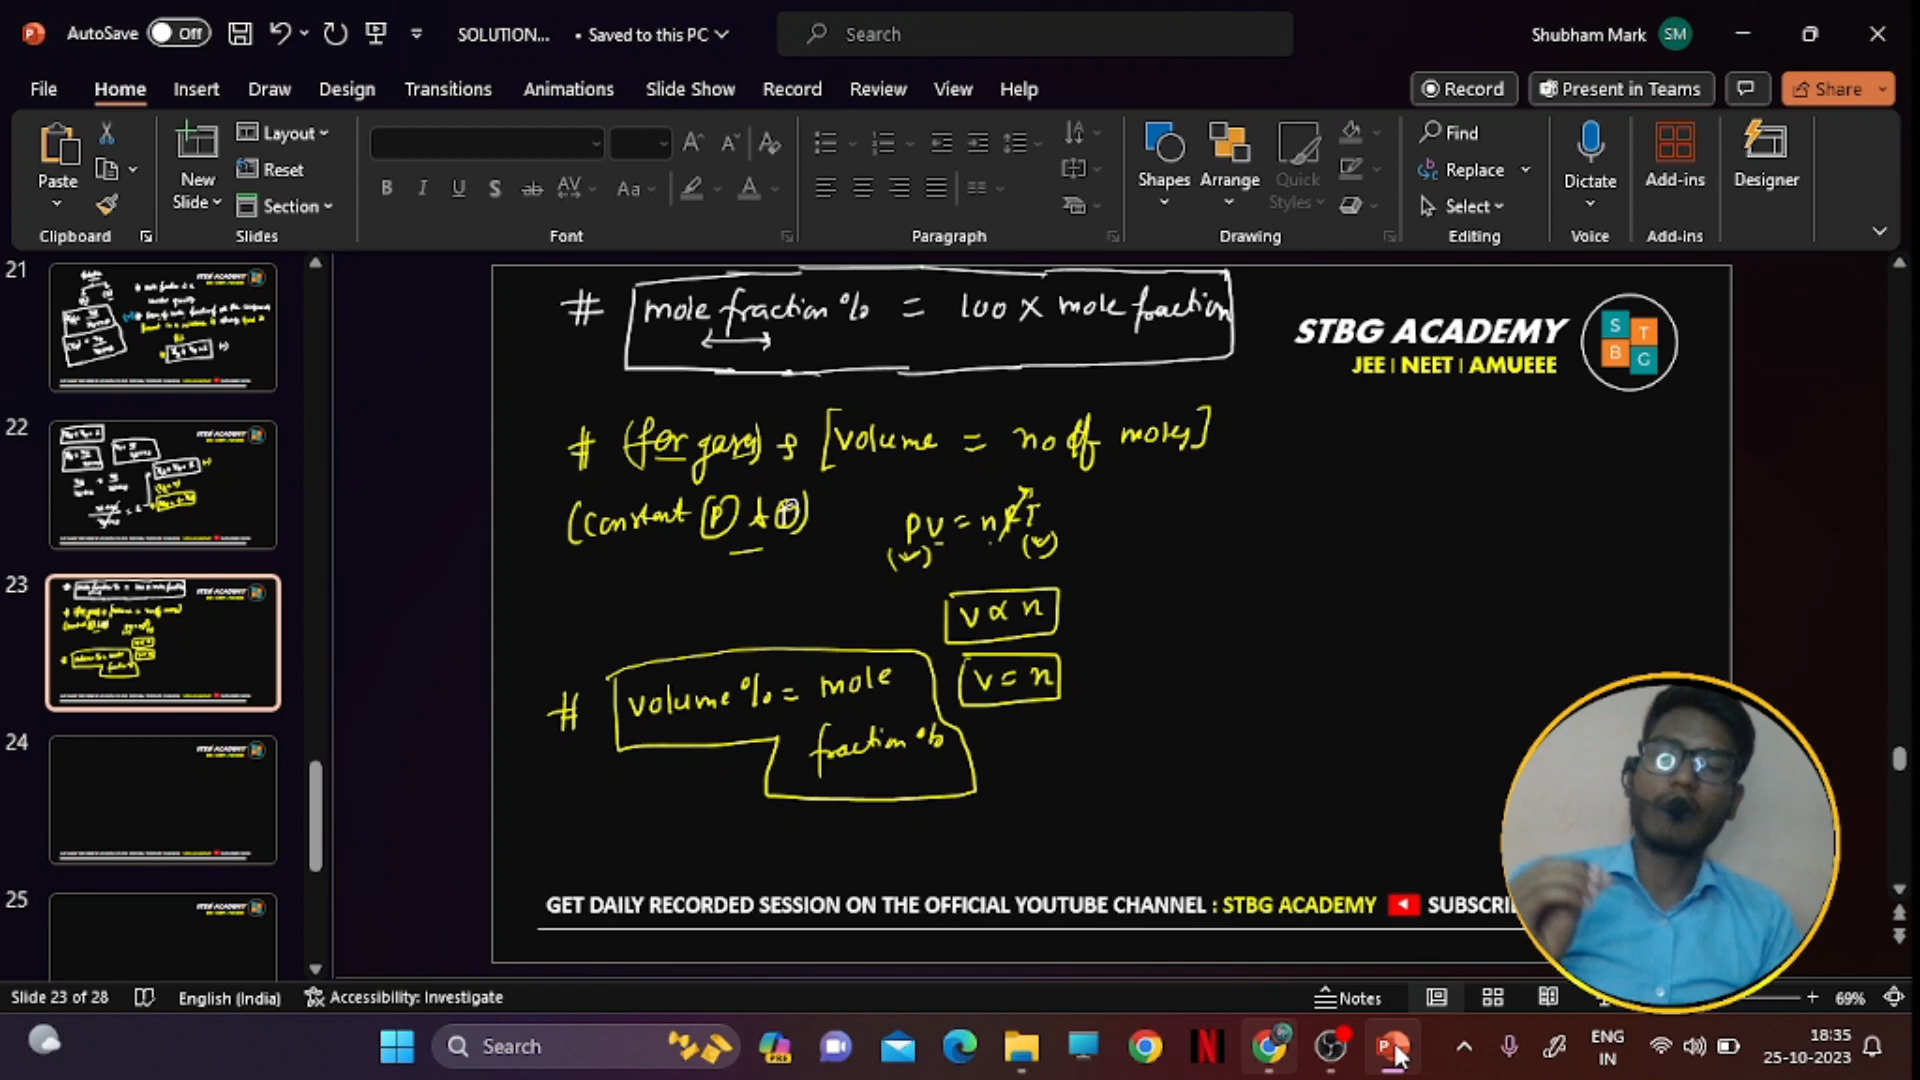 AutoSave Off SOLUTION... • Saved to this PC Search Shubham Mark SM
File Home Insert Draw Design Transitions Animations Slide Show Record Review View Help Record Present in Teams Share
Paste New Slide Layout Reset Section
B I U S ab AV Aa A
Shapes Arrange Quick Styles Find Replace Select Dictate Add-ins Designer
Clipboard Slides Font Paragraph Drawing Editing Voice Add-ins
21
22
23
24
25
# mole fraction % = 100 × mole fraction
STBG ACADEMY
S T B G
JEE | NEET | AMUEEE
# (for gases) [volume = no of moles]
(constant P & T) PV = nRT
V ∝ n
V = n
# volume % = mole
fraction %
GET DAILY RECORDED SESSION ON THE OFFICIAL YOUTUBE CHANNEL : STBG ACADEMY SUBSCRI
Slide 23 of 28 English (India) Accessibility: Investigate Notes 69%
Search ENG IN 18:35 25-10-2023